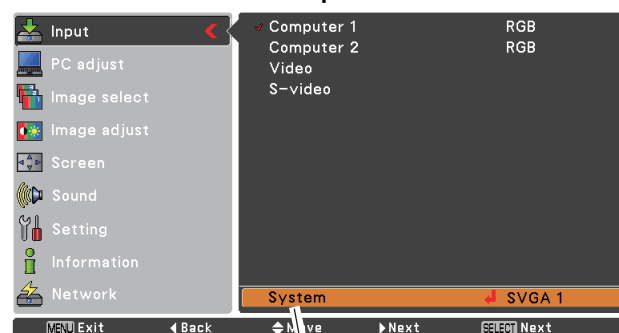 Input
PC adjust
Image select
Image adjust
Screen
Sound
Setting
Information
Network
Computer 1 RGB
Computer 2 RGB
Video
S-video
System SVGA 1
MENU Exit Back Move Next SELECT Next